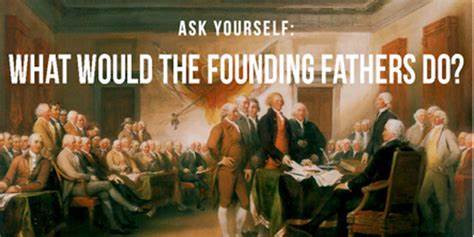 ASK YOURSELF:
WHAT WOULD THE FOUNDING FATHERS DO?